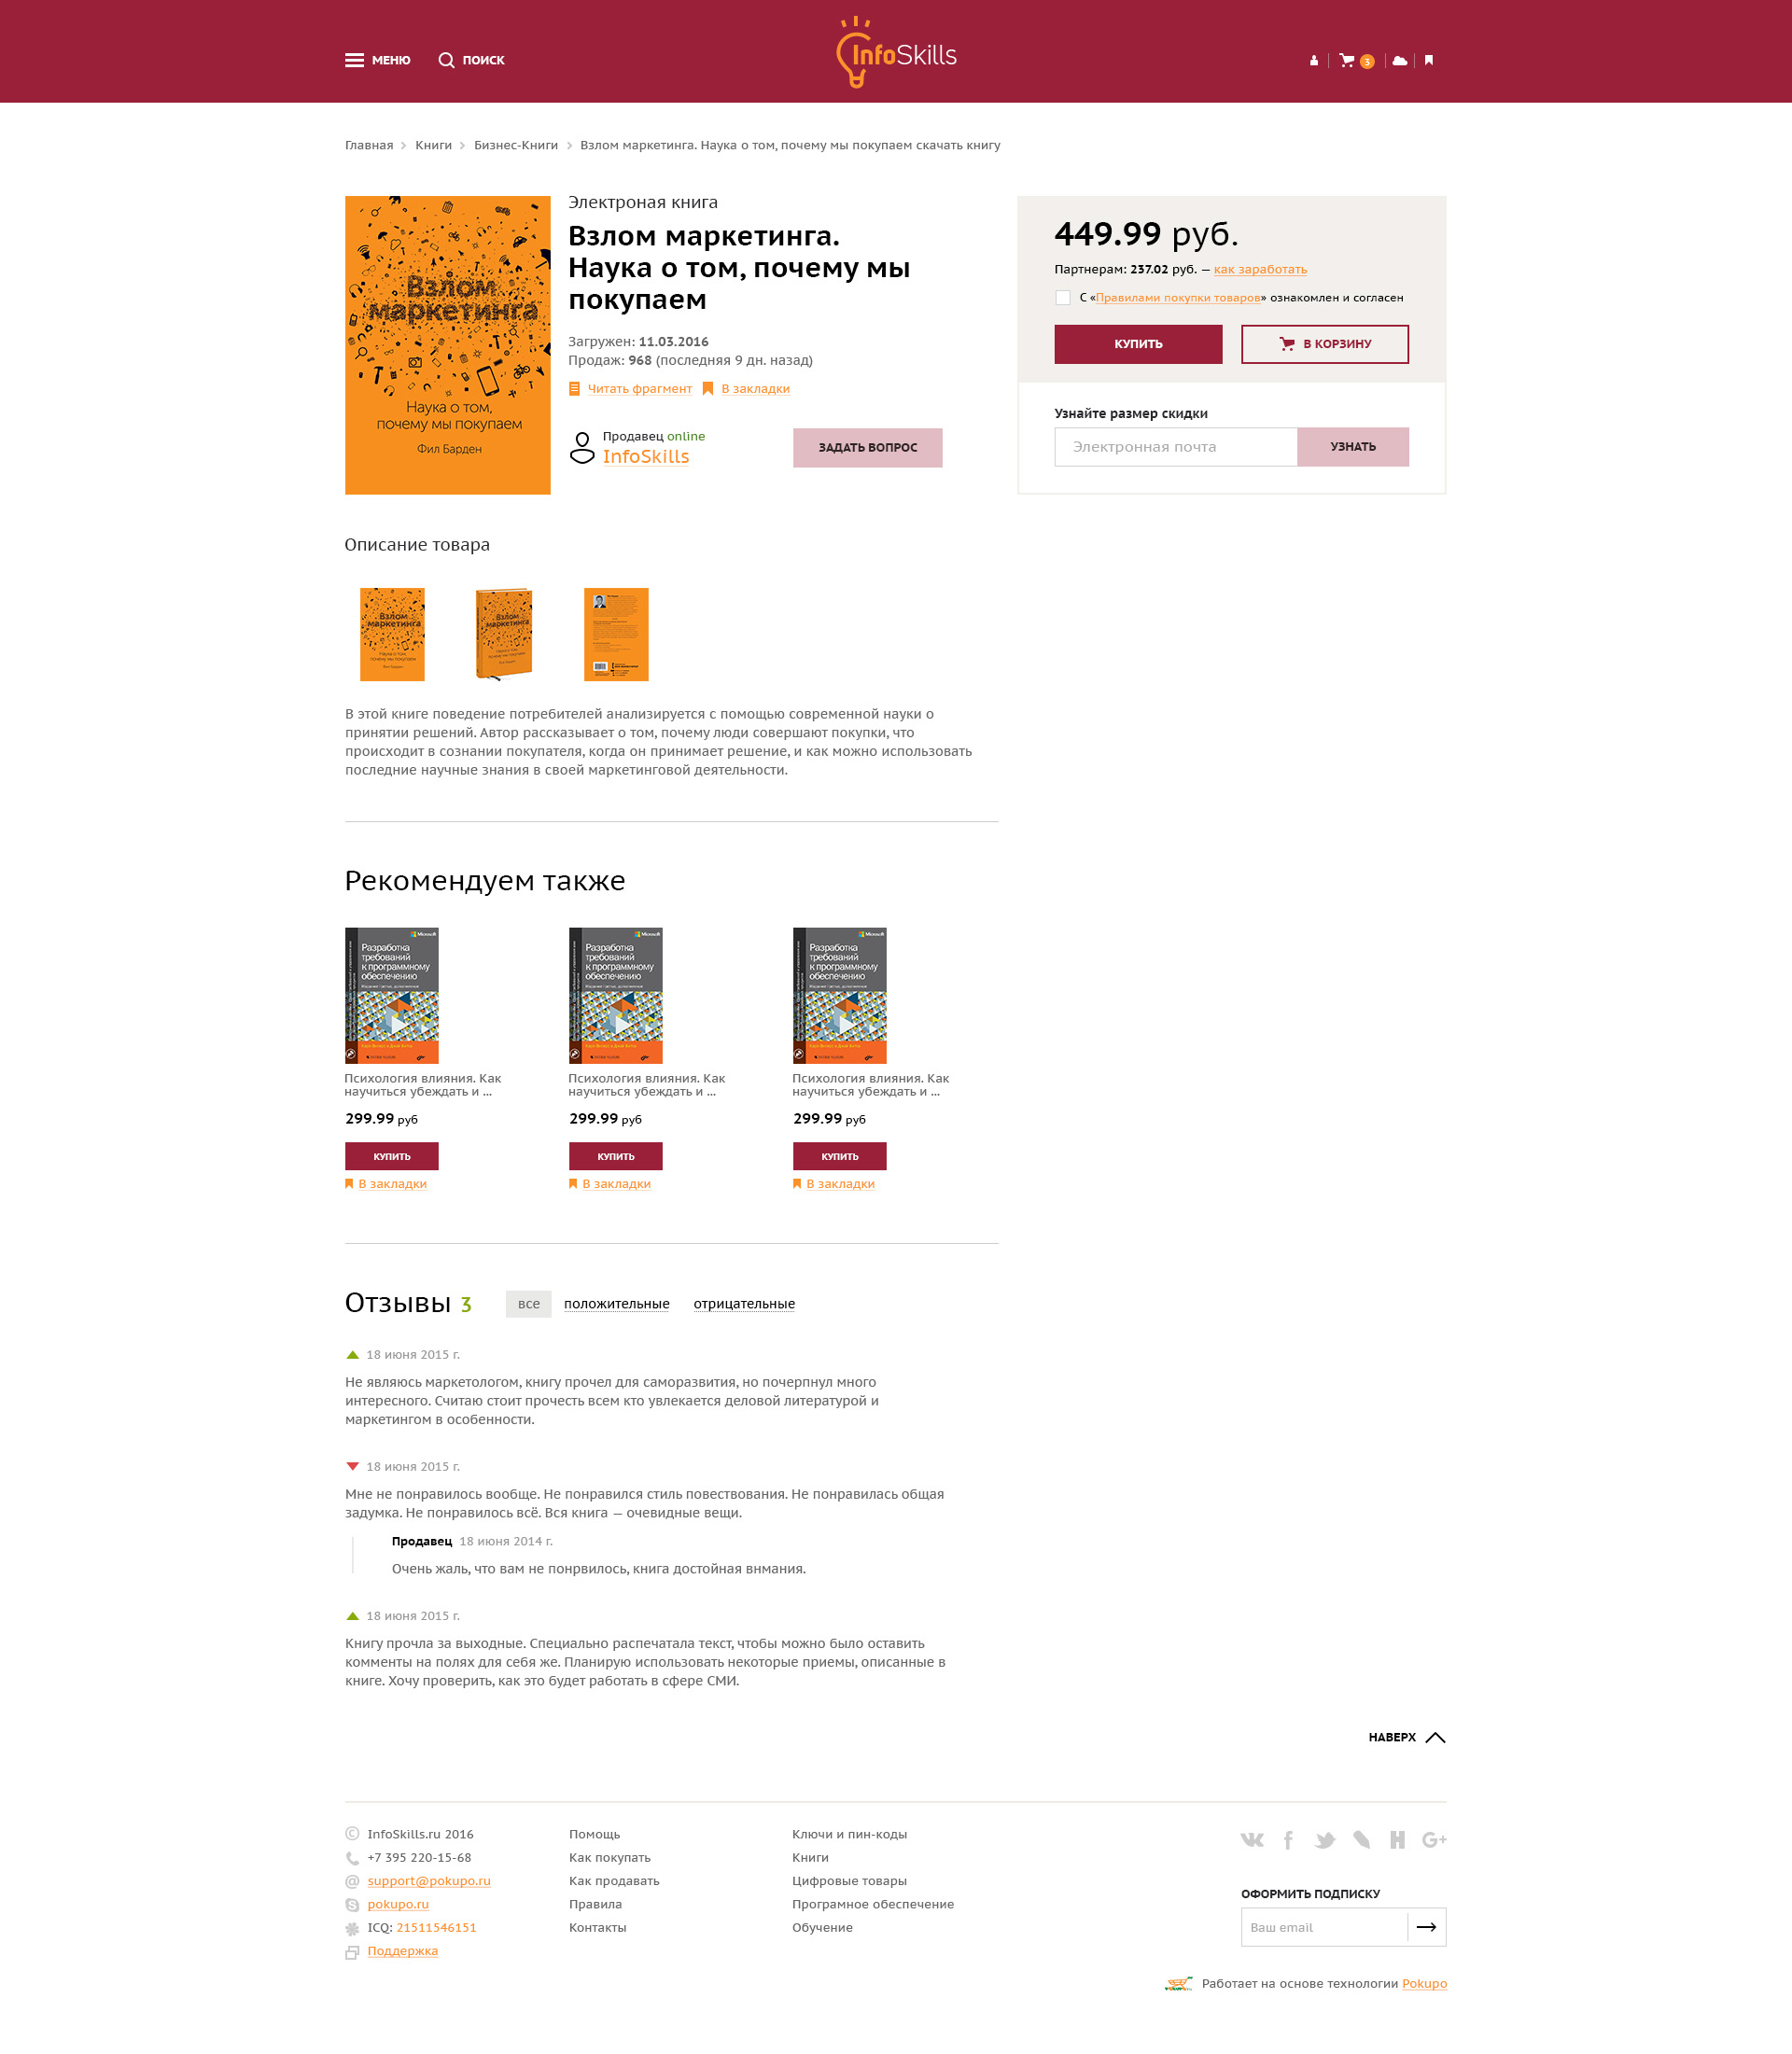 МЕНЮ
ПОИСК
InfoSkills
3
Главная
Книги
Бизнес-Книги
Взлом маркетинга. Наука о том, почему мы покупаем скачать книгу
Взлом
маркетинга
Наука о том,
почему мы покупаем
Фил Барден
Электроная книга
Взлом маркетинга.
Наука о том, почему мы
покупаем
Загружен: 11.03.2016
Продаж: 968 (последняя 9 дн. назад)
Читать фрагмент
В закладки
Продавец online
InfoSkills
ЗАДАТЬ ВОПРОС
449.99 руб.
Партнерам: 237.02 руб. — как заработать
С «Правилами покупки товаров» ознакомлен и согласен
КУПИТЬ
В КОРЗИНУ
Узнайте размер скидки
Электронная почта
УЗНАТЬ
Описание товара
Взлом
маркетинга
Наука о том,
почему мы покупаем
Взлом
маркетинга
В этой книге поведение потребителей анализируется с помощью современной науки о
принятии решений. Автор рассказывает о том, почему люди совершают покупки, что
происходит в сознании покупателя, когда он принимает решение, и как можно использовать
последние научные знания в своей маркетинговой деятельности.
Рекомендуем также
Microsoft
Разработка
требований
к программному
обеспечению
Психология влияния. Как
научиться убеждать и ...
299.99 руб
КУПИТЬ
В закладки
Microsoft
Разработка
требований
к программному
обеспечению
Психология влияния. Как
научиться убеждать и ...
299.99 руб
КУПИТЬ
В закладки
Microsoft
Разработка
требований
к программному
обеспечению
Психология влияния. Как
научиться убеждать и ...
299.99 руб
КУПИТЬ
В закладки
Отзывы 3
все
положительные
отрицательные
18 июня 2015 г.
Не являюсь маркетологом, книгу прочел для саморазвития, но почерпнул много
интересного. Считаю стоит прочесть всем кто увлекается деловой литературой и
маркетингом в особенности.
18 июня 2015 г.
Мне не понравилось вообще. Не понравился стиль повествования. Не понравилась общая
задумка. Не понравилось всё. Вся книга — очевидные вещи.
Продавец 18 июня 2014 г.
Очень жаль, что вам не понрвилось, книга достойная внмания.
18 июня 2015 г.
Книгу прочла за выходные. Специально распечатала текст, чтобы можно было оставить
комменты на полях для себя же. Планирую использовать некоторые приемы, описанные в
книге. Хочу проверить, как это будет работать в сфере СМИ.
НАВЕРХ
© InfoSkills.ru 2016
+7 395 220-15-68
support@pokupo.ru
pokupo.ru
ICQ: 21511546151
Поддержка
Помощь
Как покупать
Как продавать
Правила
Контакты
Ключи и пин-коды
Книги
Цифровые товары
Програмное обеспечение
Обучение
ОФОРМИТЬ ПОДПИСКУ
Ваш email
Работает на основе технологии Pokupo